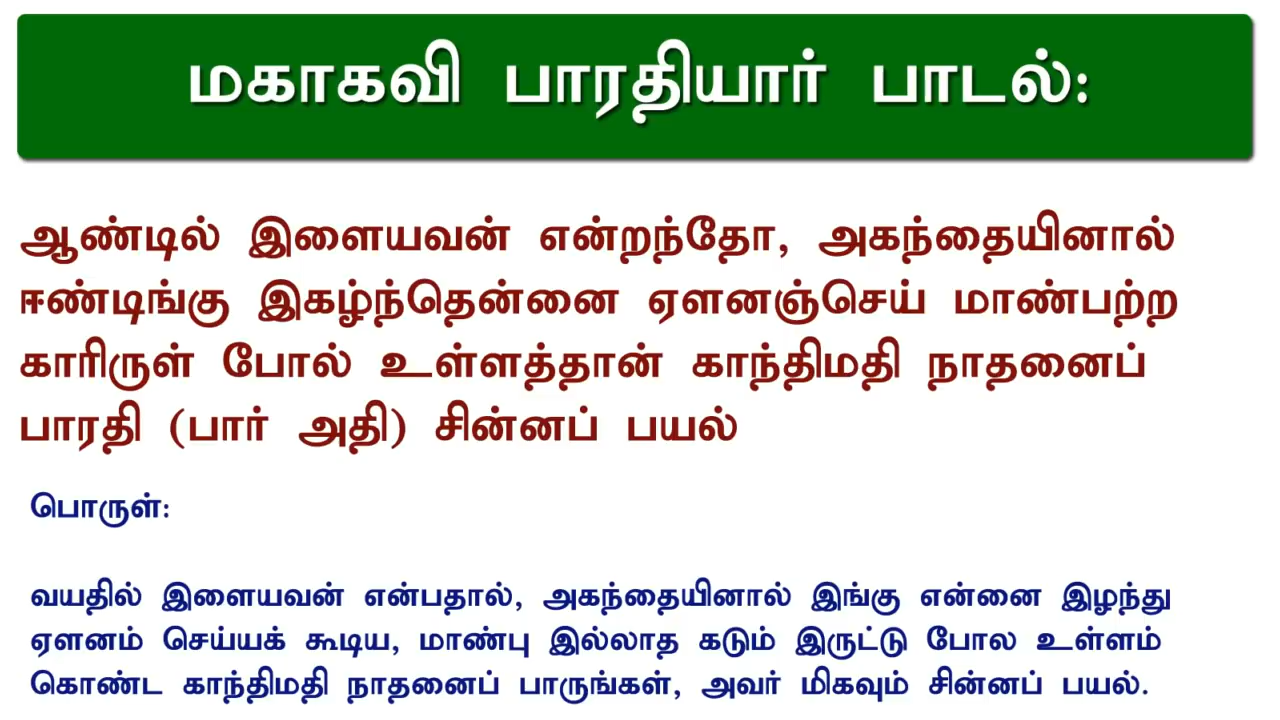 மகாகவி பாரதியார் பாடல்:
ஆண்டில் இளையவன் என்றந்தோ, அகந்தையினால்
ஈண்டிங்கு இகழ்ந்தென்னை ஏளனஞ்செய் மாண்பற்ற
காரிருள் போல் உள்ளத்தான் காந்திமதி நாதனைப்
பாரதி (பார் அதி) சின்னப் பயல்
பொருள்:
வயதில் இளையவன் என்பதால், அகந்தையினால் இங்கு என்னை இழந்து
ஏளனம் செய்யக் கூடிய, மாண்பு இல்லாத கடும் இருட்டு போல உள்ளம்
கொண்ட காந்திமதி நாதனைப் பாருங்கள், அவர் மிகவும் சின்னப் பயல்.